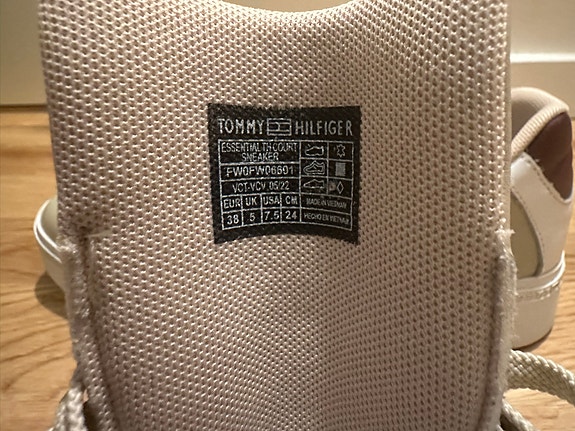 TOMMY HILFIGER
ESSENTIAL TH COURT
SNEAKER
FW0FW06601
VCT-VCV 05/22
EUR UK USA CM
38 5 7.5 24
MADE IN VIETNAM
HECHO EN VIETNAM